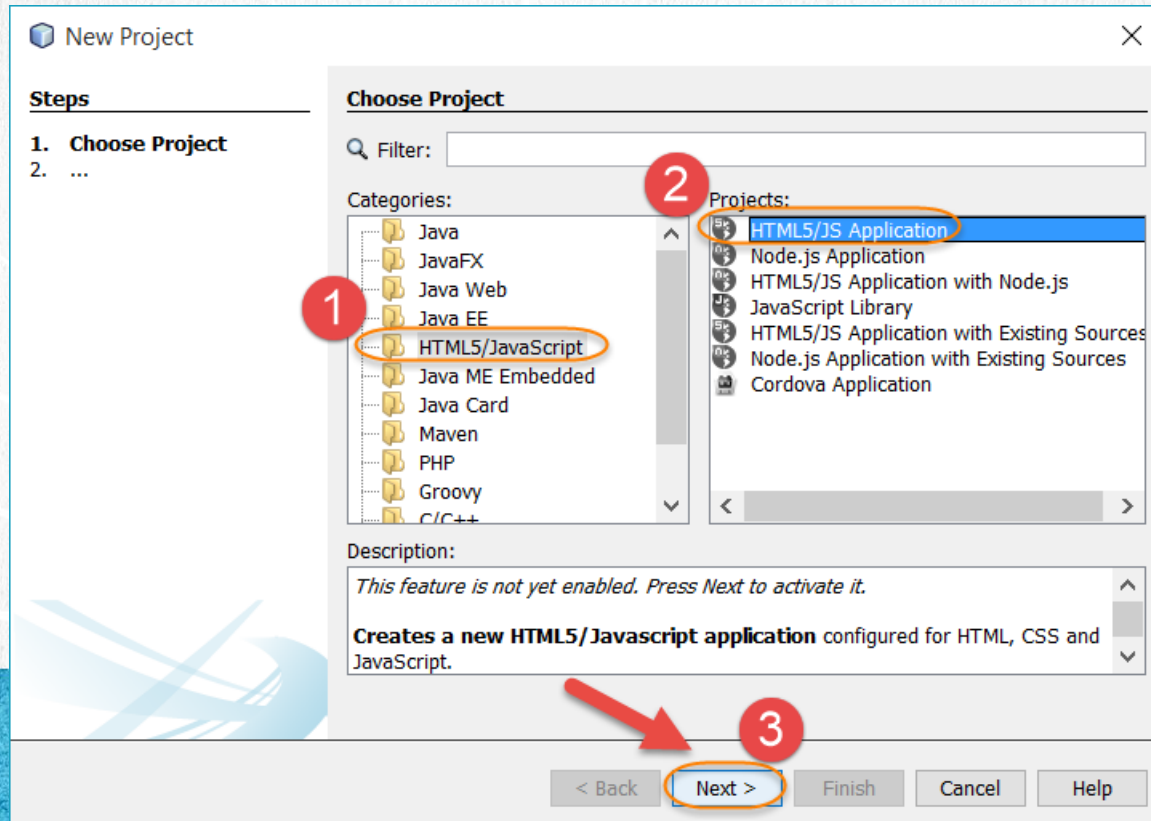 New Project
Steps
1. Choose Project
2. ...
Choose Project
Filter:
Categories:
Java
JavaFX
Java Web
Java EE
HTML5/JavaScript
Java ME Embedded
Java Card
Maven
PHP
Groovy
C/C++
1
2
Projects:
HTML5/JS Application
Node.js Application
HTML5/JS Application with Node.js
JavaScript Library
HTML5/JS Application with Existing Sources
Node.js Application with Existing Sources
Cordova Application
Description:
This feature is not yet enabled. Press Next to activate it.
Creates a new HTML5/Javascript application configured for HTML, CSS and
JavaScript.
3
< Back
Next >
Finish
Cancel
Help